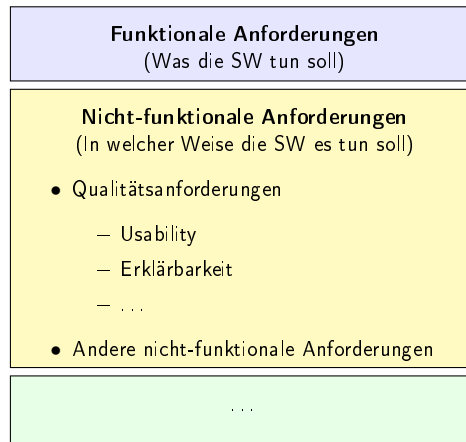 Funktionale Anforderungen
(Was die SW tun soll)
Nicht-funktionale Anforderungen
(In welcher Weise die SW es tun soll)
• Qualitätsanforderungen
– Usability
– Erklärbarkeit
– . . .
• Andere nicht-funktionale Anforderungen
. . .